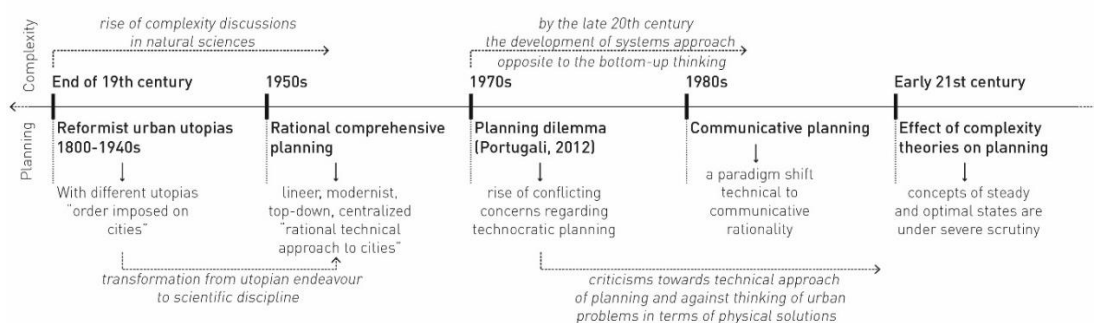 rise of complexity discussions
in natural sciences
by the late 20th century
the development of systems approach
opposite to the bottom-up thinking
Complexity
End of 19th century
1950s
1970s
1980s
Early 21st century
Planning
Reformist urban utopias
1800-1940s
Rational comprehensive
planning
Planning dilemma
(Portugali, 2012)
Communicative planning
Effect of complexity
theories on planning
With different utopias
"order imposed on
cities"
lineer, modernist,
top-down, centralized
"rational technical
approach to cities"
rise of conflicting
concerns regarding
technocratic planning
a paradigm shift
technical to
communicative
rationality
concepts of steady
and optimal states are
under severe scrutiny
transformation from utopian endeavour
to scientific discipline
criticisms towards technical approach
of planning and against thinking of urban
problems in terms of physical solutions